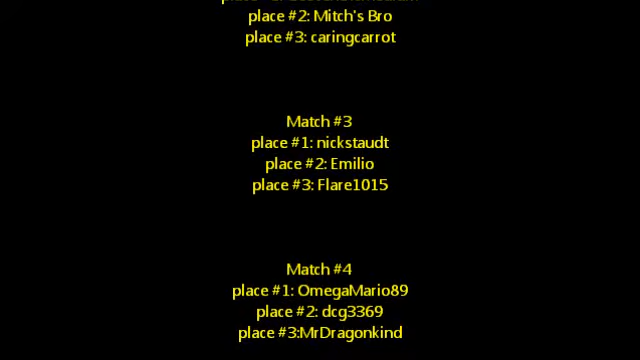 place #2: Mitch's Bro
place #3: caringcarrot
Match #3
place #1: nickstaudt
place #2: Emilio
place #3: Flare1015
Match #4
place #1: OmegaMario89
place #2: dcg3369
place #3:MrDragonkind